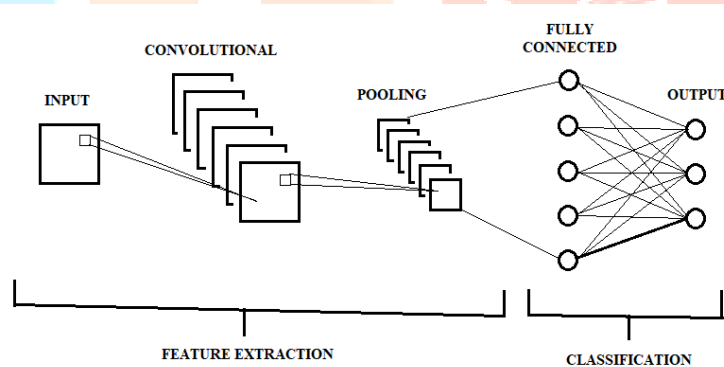 FULLY
CONNECTED
CONVOLUTIONAL
POOLING
OUTPUT
INPUT
FEATURE EXTRACTION
CLASSIFICATION